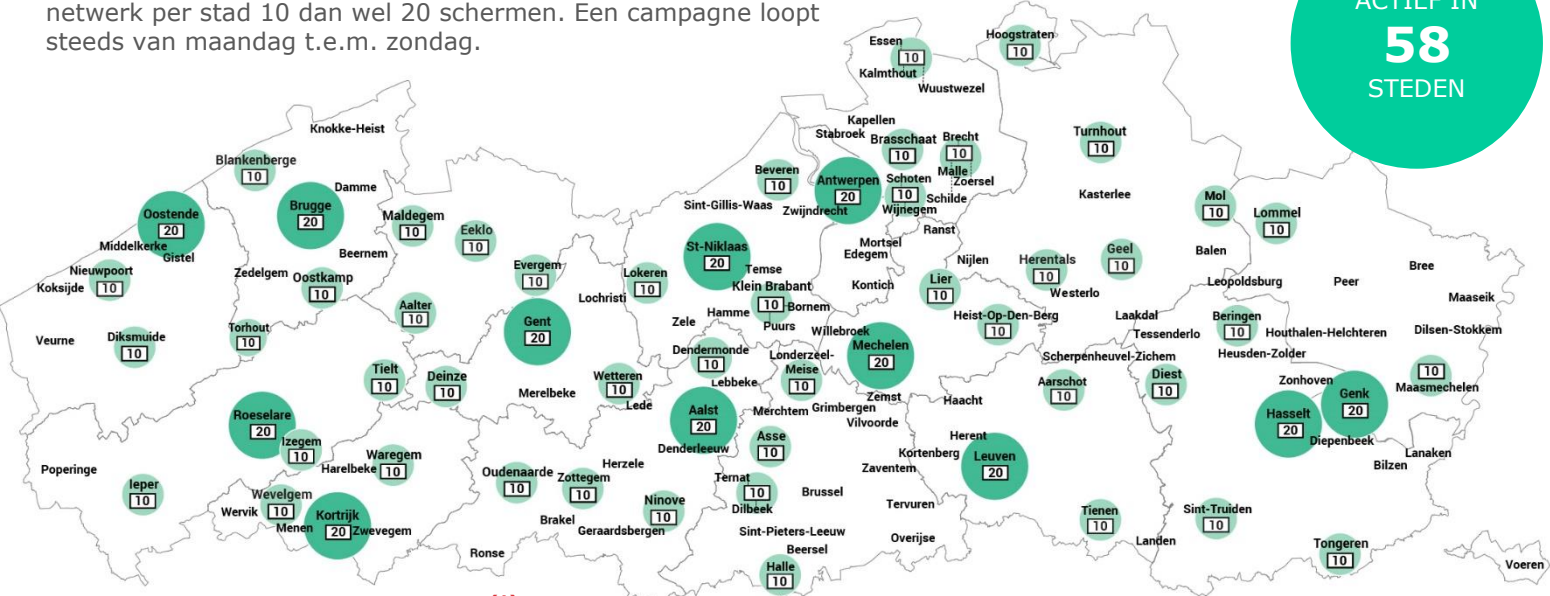 netwerk per stad 10 dan wel 20 schermen. Een campagne loopt
steeds van maandag t.e.m. zondag.
ACTIEF IN
58
STEDEN
Essen
10
Kalmthout
Wuustwezel
Hoogstraten
10
Knokke-Heist
Blankenberge
10
Damme
Brugge
20
Oostende
20
Middelkerke
Gistel
Nieuwpoort
10
Koksijde
Zedelgem
Oostkamp
10
Beernem
Maldegem
10
Eeklo
10
Evergem
10
Aalter
10
Lochristi
Gent
20
Veurne
Diksmuide
10
Torhout
10
Tielt
10
Deinze
10
Merelbeke
Wetteren
10
Lede
Roeselare
20
Izegem
10
Harelbeke
Waregem
10
Poperinge
Ieper
10
Wevelgem
10
Wervik
Menen
Kortrijk
20
Zwevegem
Oudenaarde
10
Zottegem
10
Herzele
Brakel
Geraardsbergen
Ninove
10
Ronse
Kapellen
Stabroek
Brasschaat
10
Brecht
10
Malle
Zoersel
Beveren
10
Antwerpen
20
Schoten
10
Schilde
Wijnegem
Sint-Gillis-Waas
Zwijndrecht
Ranst
St-Niklaas
20
Mortsel
Edegem
Lokeren
10
Temse
Klein Brabant
10
Bornem
Puurs
Kontich
Nijlen
Lier
10
Hamme
Zele
Willebroek
Mechelen
20
Heist-Op-Den-Berg
10
Dendermonde
10
Lebbeke
Londerzeel-
Meise
10
Aalst
20
Denderleeuw
Merchtem
Grimbergen
Zemst
Vilvoorde
Haacht
Asse
10
Ternat
10
Dilbeek
Brussel
Zaventem
Kortenberg
Herent
Leuven
20
Tervuren
Sint-Pieters-Leeuw
Beersel
Overijse
Halle
10
Turnhout
10
Kasterlee
Mol
10
Lommel
10
Balen
Geel
10
Herentals
10
Westerlo
Laakdal
Tessenderlo
Leopoldsburg
Peer
Bree
Maaseik
Beringen
10
Houthalen-Helchteren
Dilsen-Stokkem
Heusden-Zolder
Scherpenheuvel-Zichem
Aarschot
10
Diest
10
Zonhoven
10
Maasmechelen
Genk
20
Hasselt
20
Diepenbeek
Lanaken
Bilzen
Tienen
10
Landen
Sint-Truiden
10
Tongeren
10
Voeren